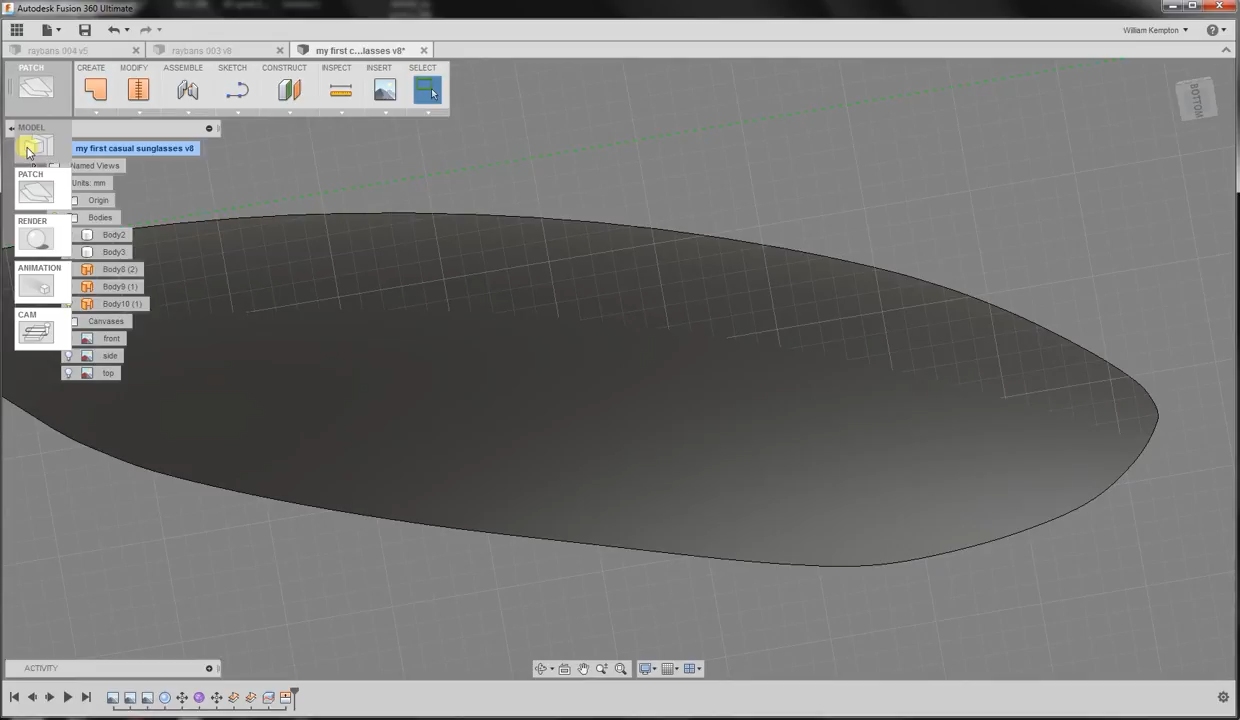 Autodesk Fusion 360 Ultimate
William Kempton
raybans 004 v5
raybans 003 v8
my first c...lasses v8*
PATCH
CREATE
MODIFY
ASSEMBLE
SKETCH
CONSTRUCT
INSPECT
INSERT
SELECT
BOTTOM
MODEL
my first casual sunglasses v8
Named Views
PATCH
Units: mm
Origin
Bodies
RENDER
Body2
Body3
ANIMATION
Body8 (2)
Body9 (1)
Body10 (1)
CAM
Canvases
front
side
top
ACTIVITY